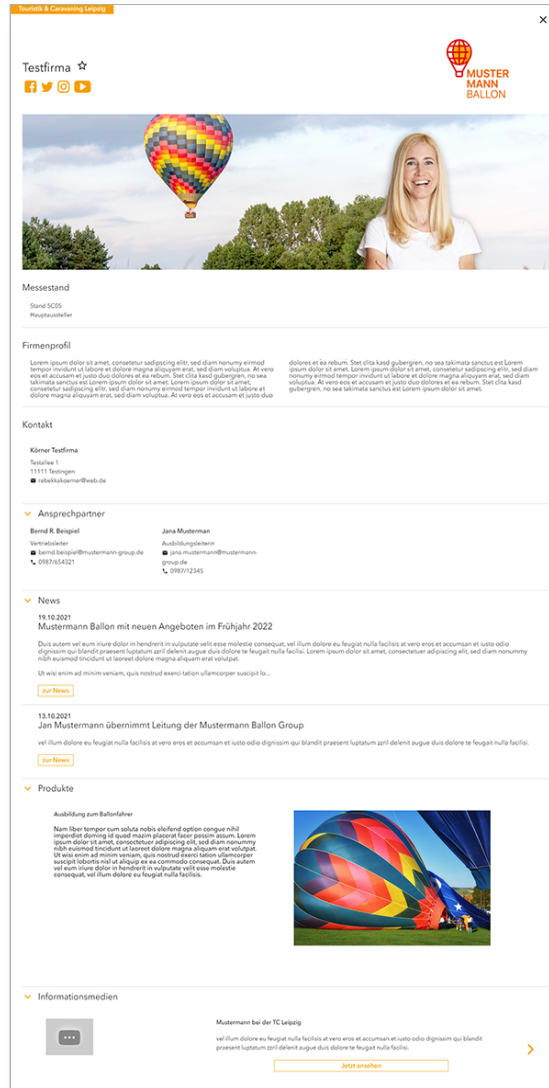 Touristik & Caravaning Leipzig
Testfirma
MUSTER
MANN
BALLON
Messestand
Stand 5C05
Hauptaussteller
Firmenprofil
Lorem ipsum dolor sit amet, consetetur sadipscing elitr, sed diam nonumy eirmod
tempor invidunt ut labore et dolore magna aliquyam erat, sed diam voluptua. At vero
eos et accusam et justo duo dolores et ea rebum. Stet clita kasd gubergren, no sea
takimata sanctus est Lorem ipsum dolor sit amet. Lorem ipsum dolor sit amet,
consetetur sadipscing elitr, sed diam nonumy eirmod tempor invidunt ut labore et
dolore magna aliquyam erat, sed diam voluptua. At vero eos et accusam et justo duo
dolores et ea rebum. Stet clita kasd gubergren, no sea takimata sanctus est Lorem
ipsum dolor sit amet. Lorem ipsum dolor sit amet, consetetur sadipscing elitr, sed diam
nonumy eirmod tempor invidunt ut labore et dolore magna aliquyam erat, sed diam
voluptua. At vero eos et accusam et justo duo dolores et ea rebum. Stet clita kasd
gubergren, no sea takimata sanctus est Lorem ipsum dolor sit amet.
Kontakt
Körner Testfirma
Testallee 1
11111 Testingen
rebekkakoerner@web.de
Ansprechpartner
Bernd R. Beispiel
Vertriebsleiter
bernd.beispiel@mustermann-group.de
0987/654321
Jana Musterman
Ausbildungsleiterin
jana.mustermann@mustermann-
group.de
0987/12345
News
19.10.2021
Mustermann Ballon mit neuen Angeboten im Frühjahr 2022
Duis autem vel eum iriure dolor in hendrerit in vulputate velit esse molestie consequat, vel illum dolore eu feugiat nulla facilisis at vero eros et accumsan et iusto odio
dignissim qui blandit praesent luptatum zzril delenit augue duis dolore te feugait nulla facilisi. Lorem ipsum dolor sit amet, consectetuer adipiscing elit, sed diam nonummy
nibh euismod tincidunt ut laoreet dolore magna aliquam erat volutpat.
Ut wisi enim ad minim veniam, quis nostrud exerci tation ullamcorper suscipit lo...
zur News
13.10.2021
Jan Mustermann übernimmt Leitung der Mustermann Ballon Group
vel illum dolore eu feugiat nulla facilisis at vero eros et accumsan et iusto odio dignissim qui blandit praesent luptatum zzril delenit augue duis dolore te feugait nulla facilisi.
zur News
Produkte
Ausbildung zum Ballonfahrer
Nam liber tempor cum soluta nobis eleifend option congue nihil
imperdiet doming id quod mazim placerat facer possim assum. Lorem
ipsum dolor sit amet, consectetuer adipiscing elit, sed diam nonummy
nibh euismod tincidunt ut laoreet dolore magna aliquam erat volutpat.
Ut wisi enim ad minim veniam, quis nostrud exerci tation ullamcorper
suscipit lobortis nisl ut aliquip ex ea commodo consequat. Duis autem
vel eum iriure dolor in hendrerit in vulputate velit esse molestie
consequat, vel illum dolore eu feugiat nulla facilisis.
Informationsmedien
Mustermann bei der TC Leipzig
vel illum dolore eu feugiat nulla facilisis at vero eros et accumsan et iusto odio dignissim qui blandit
praesent luptatum zzril delenit augue duis dolore te feugait nulla facilisi.
Jetzt ansehen